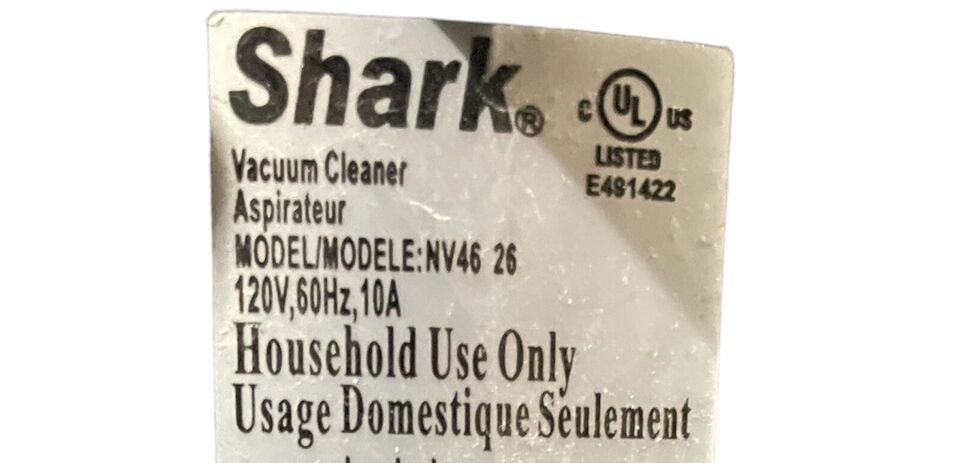 Shark®
C UL US
LISTED
E491422
Vacuum Cleaner
Aspirateur
MODEL/MODELE:NV46 26
120V,60Hz,10A
Household Use Only
Usage Domestique Seulement